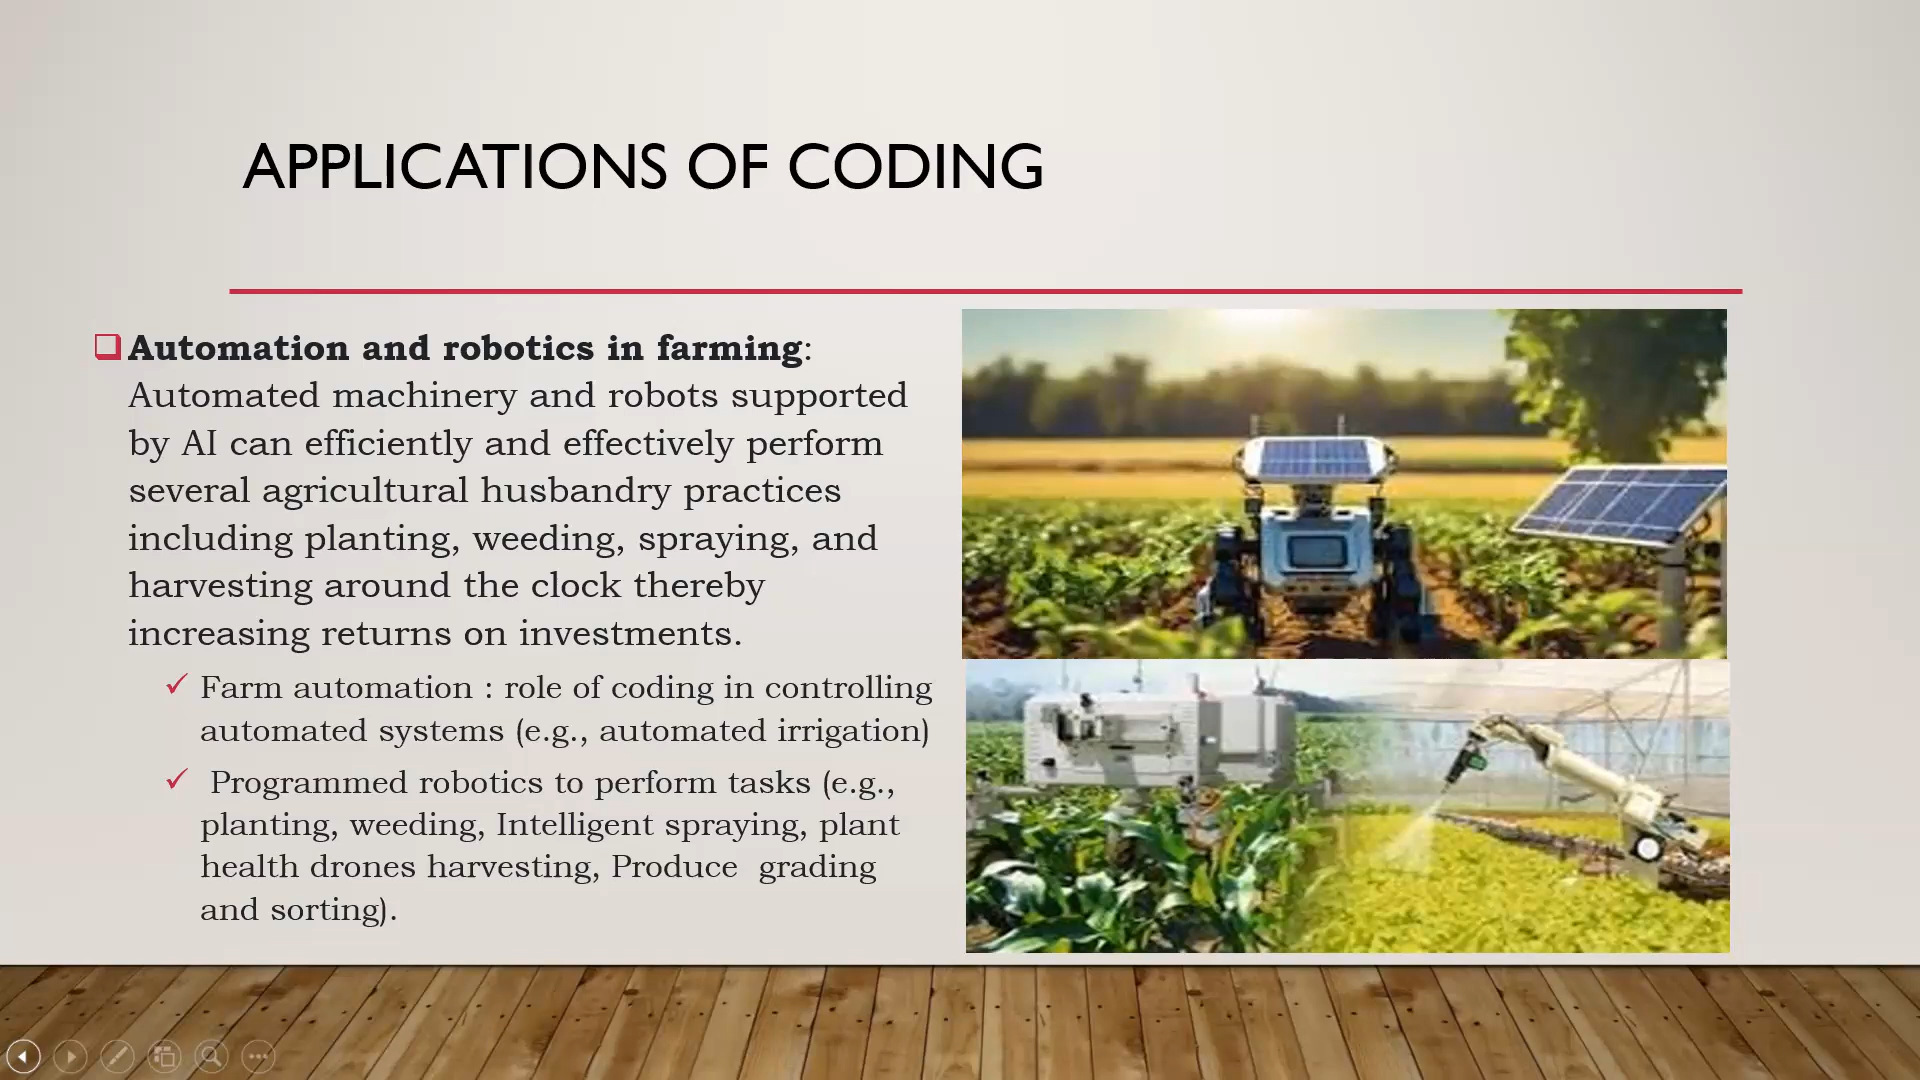 APPLICATIONS OF CODING
Automation and robotics in farming:
Automated machinery and robots supported
by AI can efficiently and effectively perform
several agricultural husbandry practices
including planting, weeding, spraying, and
harvesting around the clock thereby
increasing returns on investments.
Farm automation : role of coding in controlling
automated systems (e.g., automated irrigation)
Programmed robotics to perform tasks (e.g.,
planting, weeding, Intelligent spraying, plant
health drones harvesting, Produce  grading
and sorting).